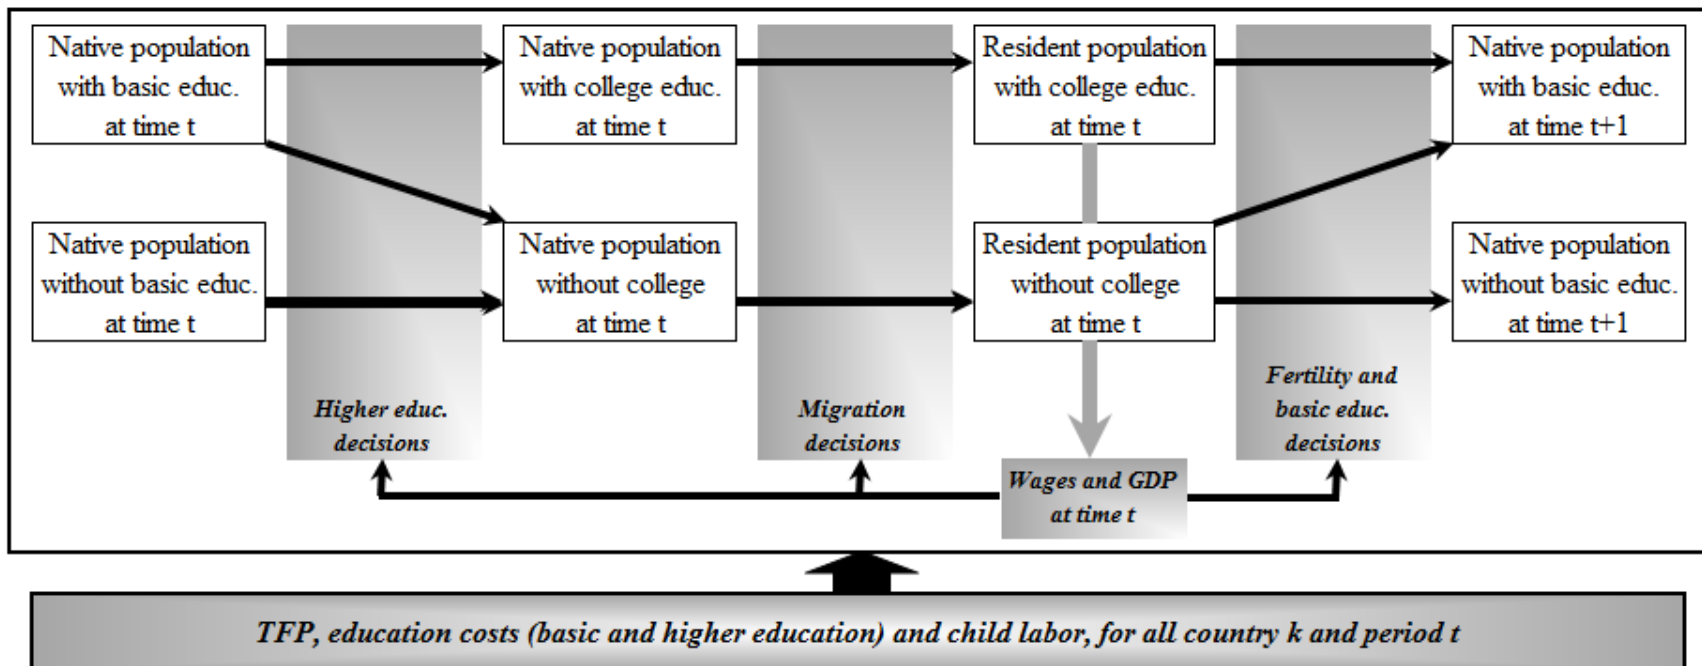 Native population
with basic educ.
at time t
Native population
with college educ.
at time t
Resident population
with college educ.
at time t
Native population
with basic educ.
at time t+1
Native population
without basic educ.
at time t
Native population
without college
at time t
Resident population
without college
at time t
Native population
without basic educ.
at time t+1
Higher educ.
decisions
Migration
decisions
Fertility and
basic educ.
decisions
Wages and GDP
at time t
TFP, education costs (basic and higher education) and child labor, for all country k and period t